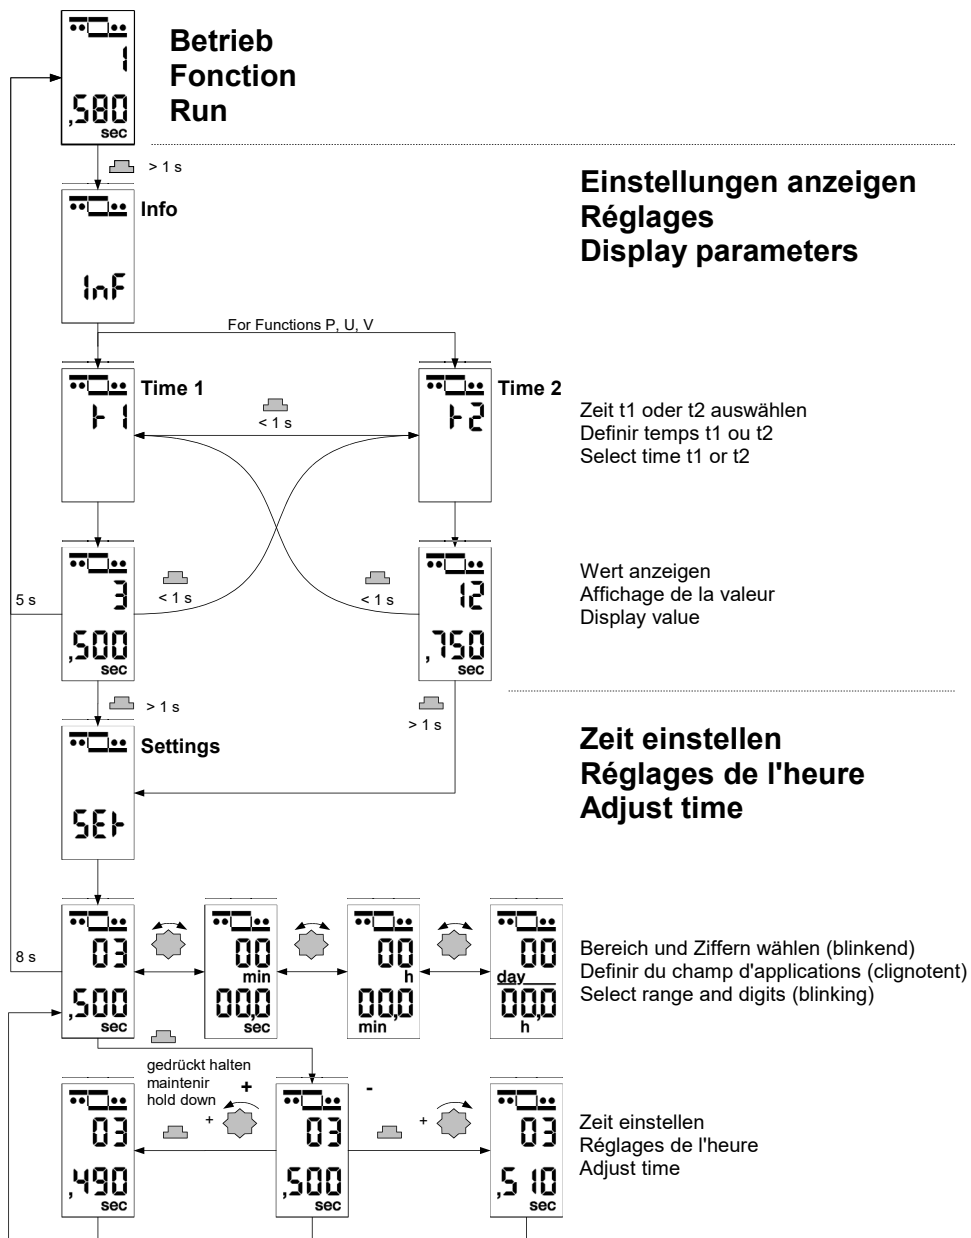 1
,580
sec
Betrieb
Fonction
Run
> 1 s
Info
InF
Einstellungen anzeigen
Réglages
Display parameters
For Functions P, U, V
Time 1
t1
< 1 s
Time 2
t2
Zeit t1 oder t2 auswählen
Definir temps t1 ou t2
Select time t1 or t2
5 s
3
,500
sec
< 1 s
< 1 s
12
,750
sec
Wert anzeigen
Affichage de la valeur
Display value
> 1 s
> 1 s
Settings
SEt
Zeit einstellen
Réglages de l'heure
Adjust time
8 s
03
,500
sec
00
min
00,0
sec
00
h
00,0
min
00
day
00,0
h
Bereich und Ziffern wählen (blinkend)
Definir du champ d'applications (clignotent)
Select range and digits (blinking)
gedrückt halten
maintenir
hold down
+
+
-
+
03
,490
sec
03
,500
sec
03
,510
sec
Zeit einstellen
Réglages de l'heure
Adjust time